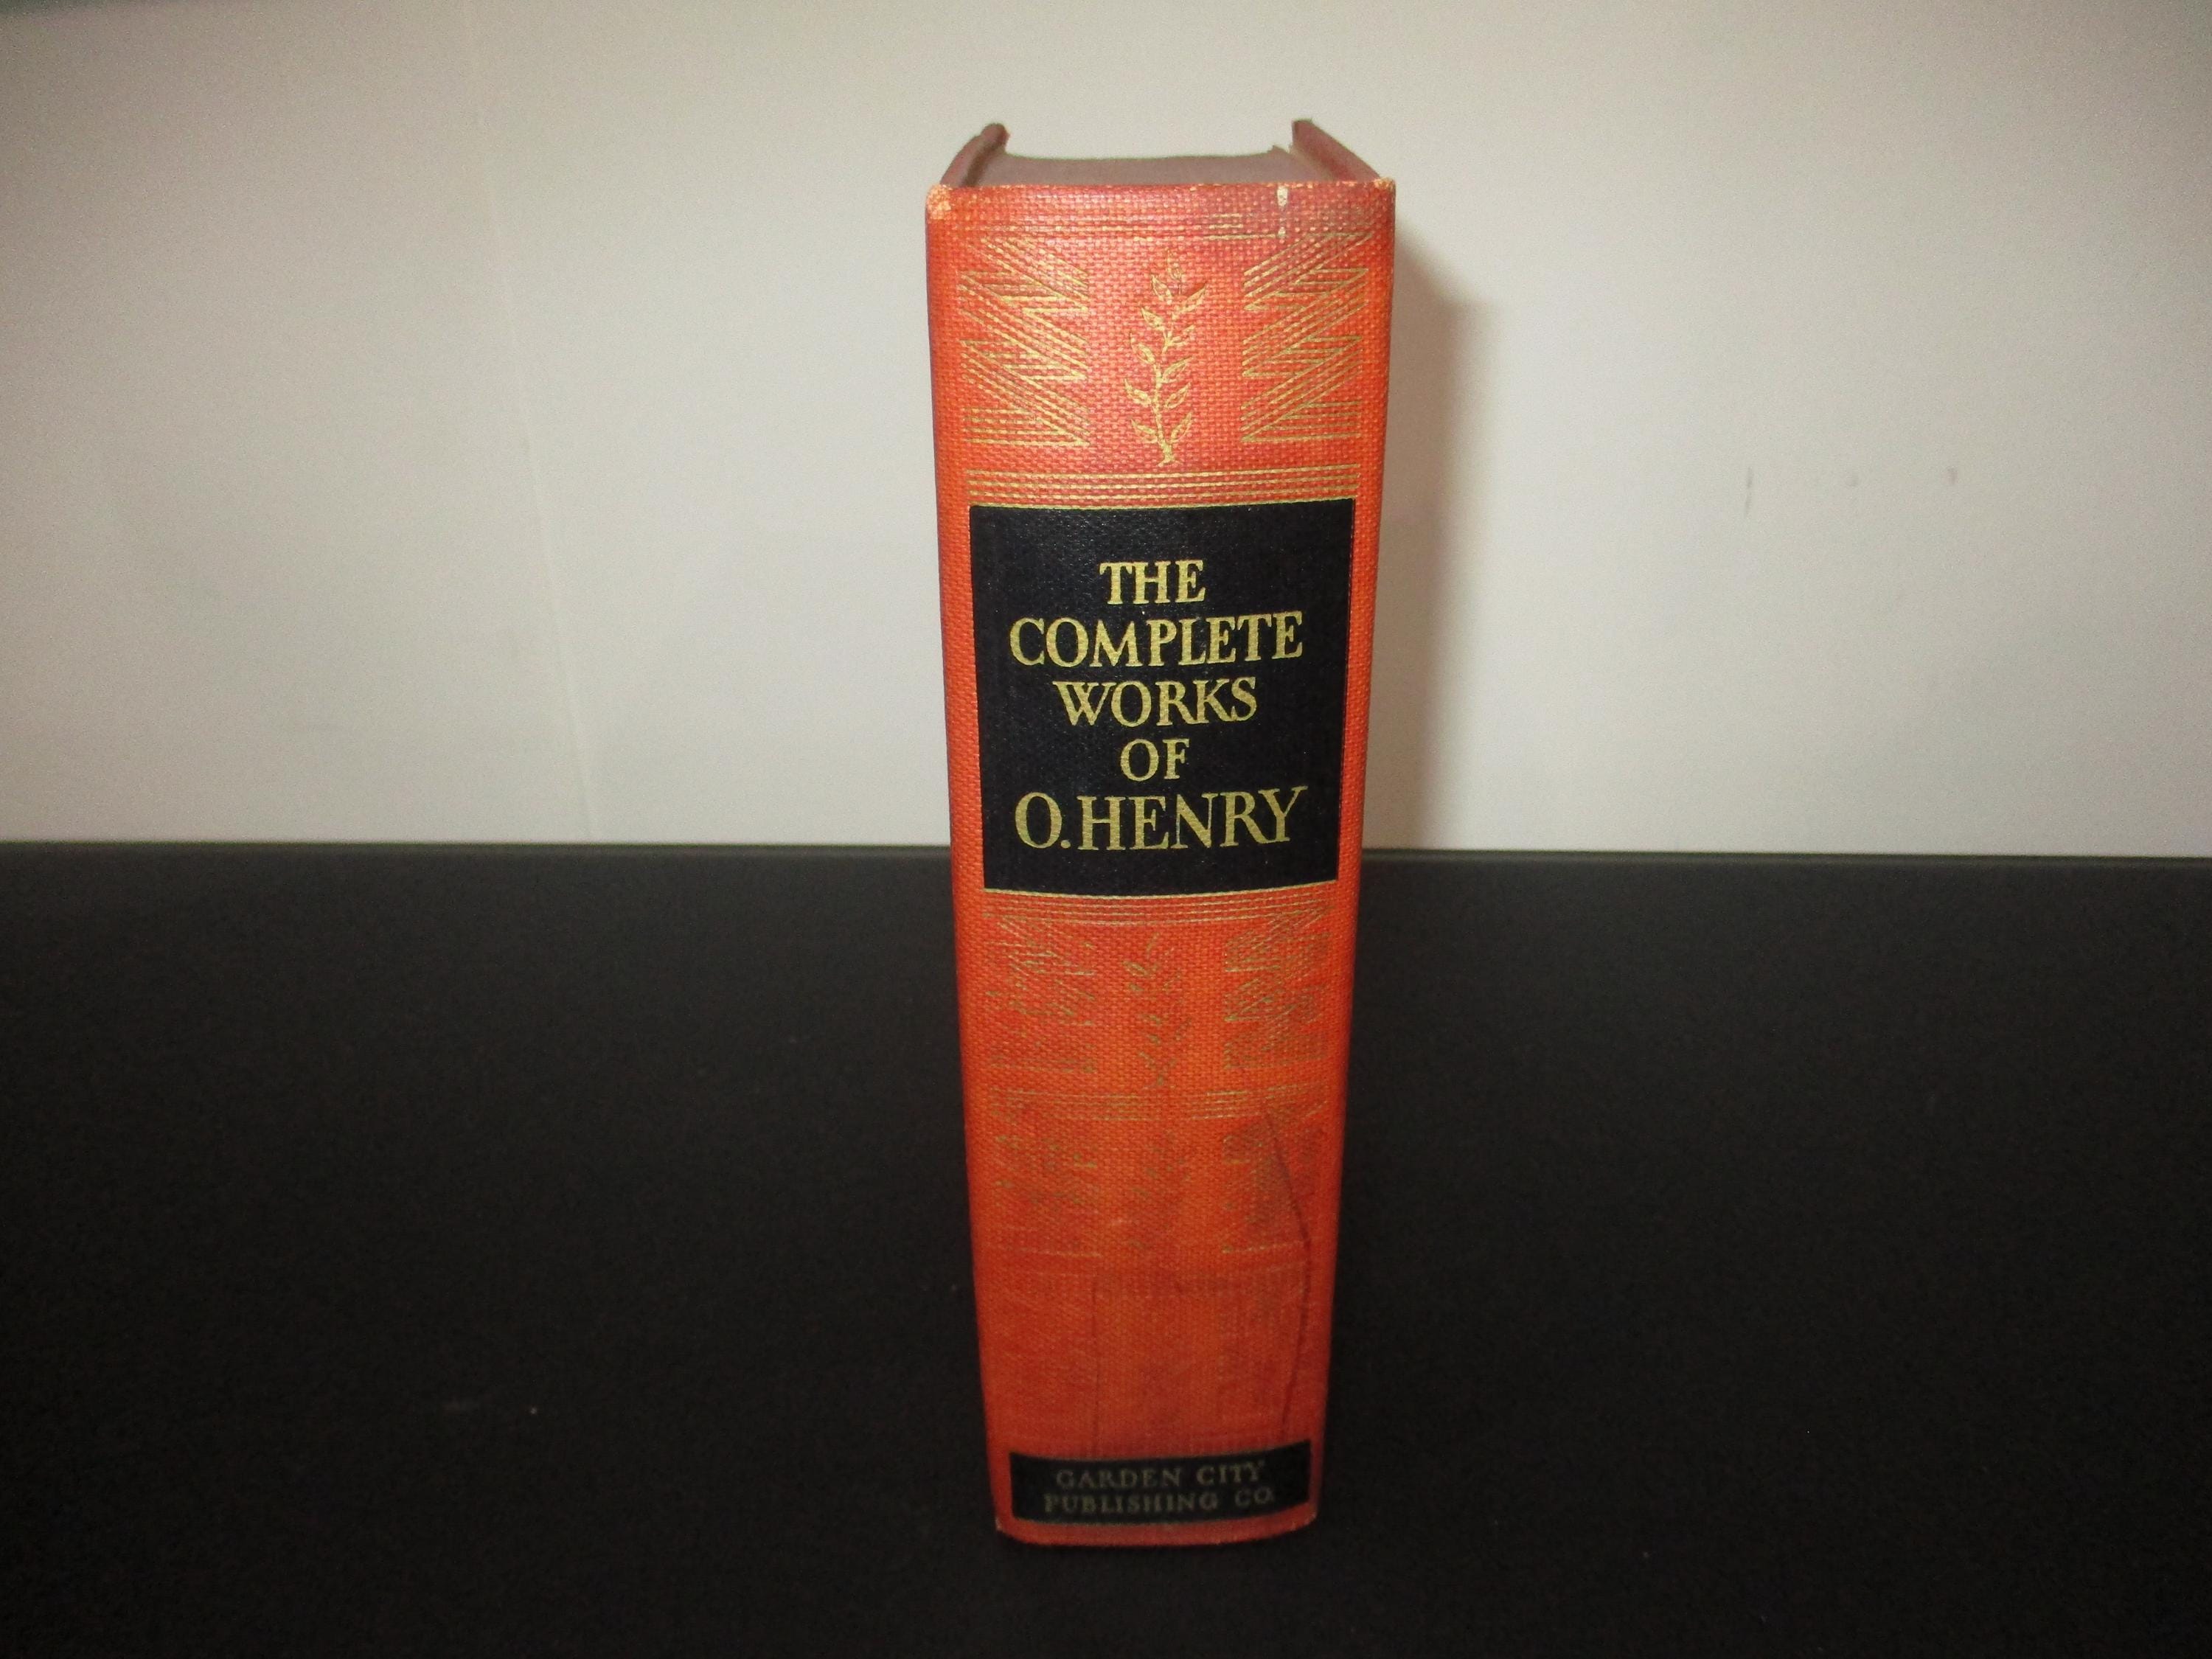 THE
COMPLETE
WORKS
OF
O.HENRY
GARDEN CITY
PUBLISHING CO.